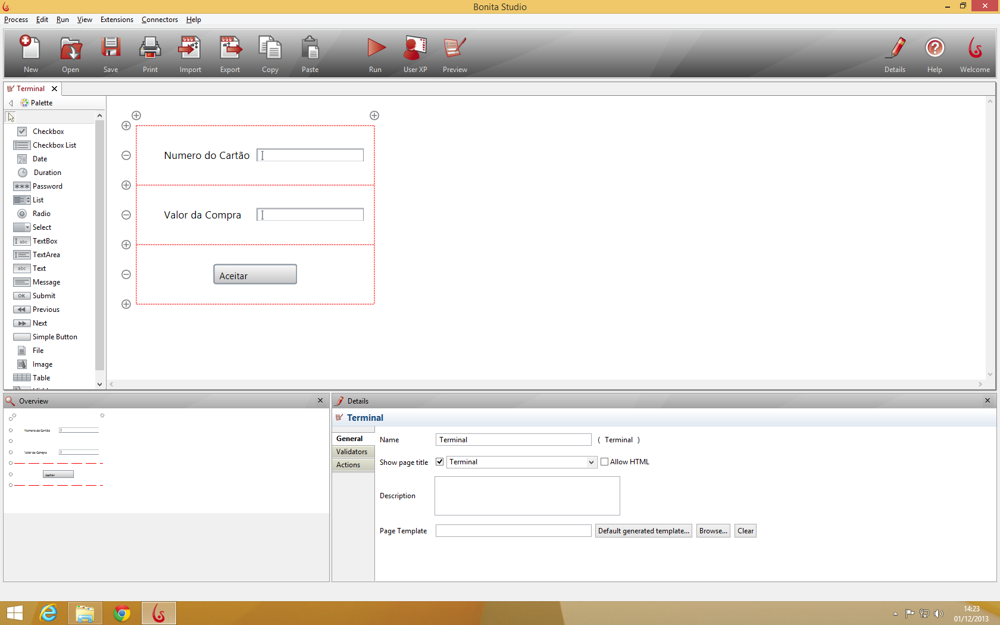 Bonita Studio
Process Edit Run View Extensions Connectors Help
New Open Save Print Import Export Copy Paste Run User XP Preview Details Help Welcome
Terminal
Palette
Checkbox
Checkbox List
28 Date
Duration
*** Password
List
Radio
Select
I abc TextBox
TextArea
abc Text
Message
OK Submit
Previous
Next
Simple Button
File
Image
Table
Numero do Cartão
Valor da Compra
Aceitar
Overview
Numero do Cartão
Valor da Compra
Aceitar
Details
Terminal
General
Validators
Actions
Name Terminal ( Terminal )
Show page title Terminal Allow HTML
Description
Page Template Default generated template... Browse... Clear
14:23
01/12/2013